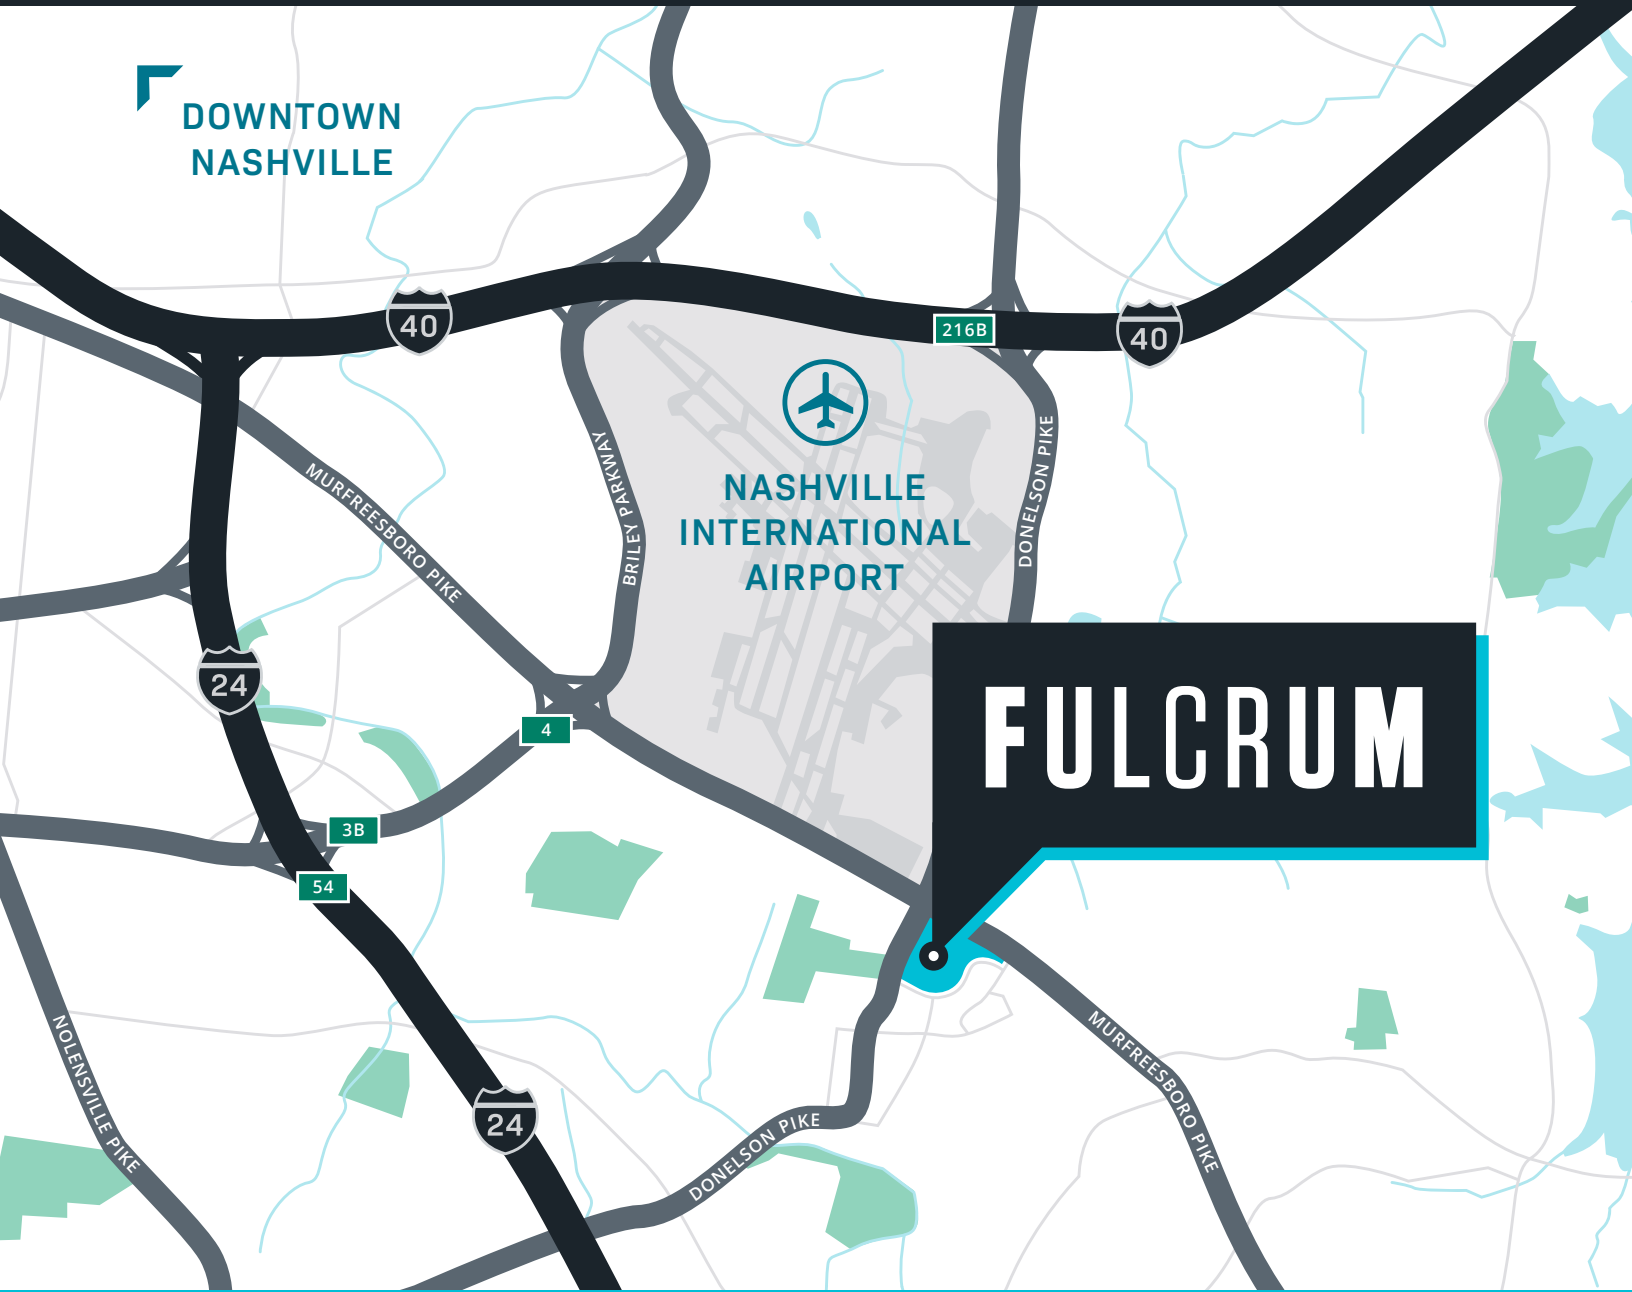 DOWNTOWN
NASHVILLE
40
216B
40
MURFREESBORO PIKE
BRILEY PARKWAY
DONELSON PIKE
NASHVILLE
INTERNATIONAL
AIRPORT
24
4
FULCRUM
3B
54
NOLENSVILLE PIKE
24
DONELSON PIKE
MURFREESBORO PIKE